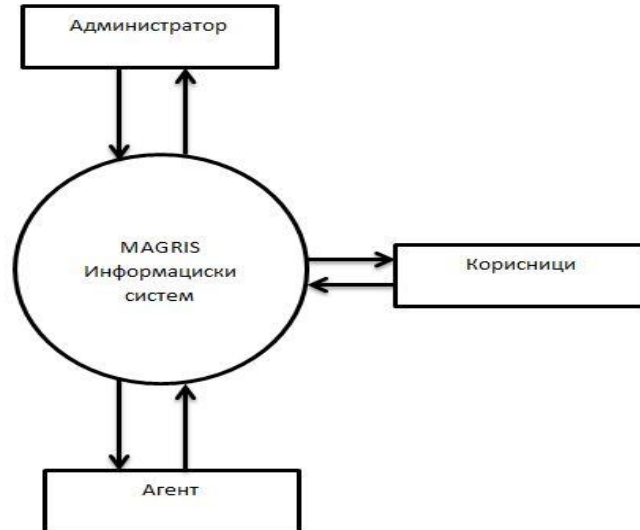 Администратор
MAGRIS
Информациски
систем
Корисници
Агент